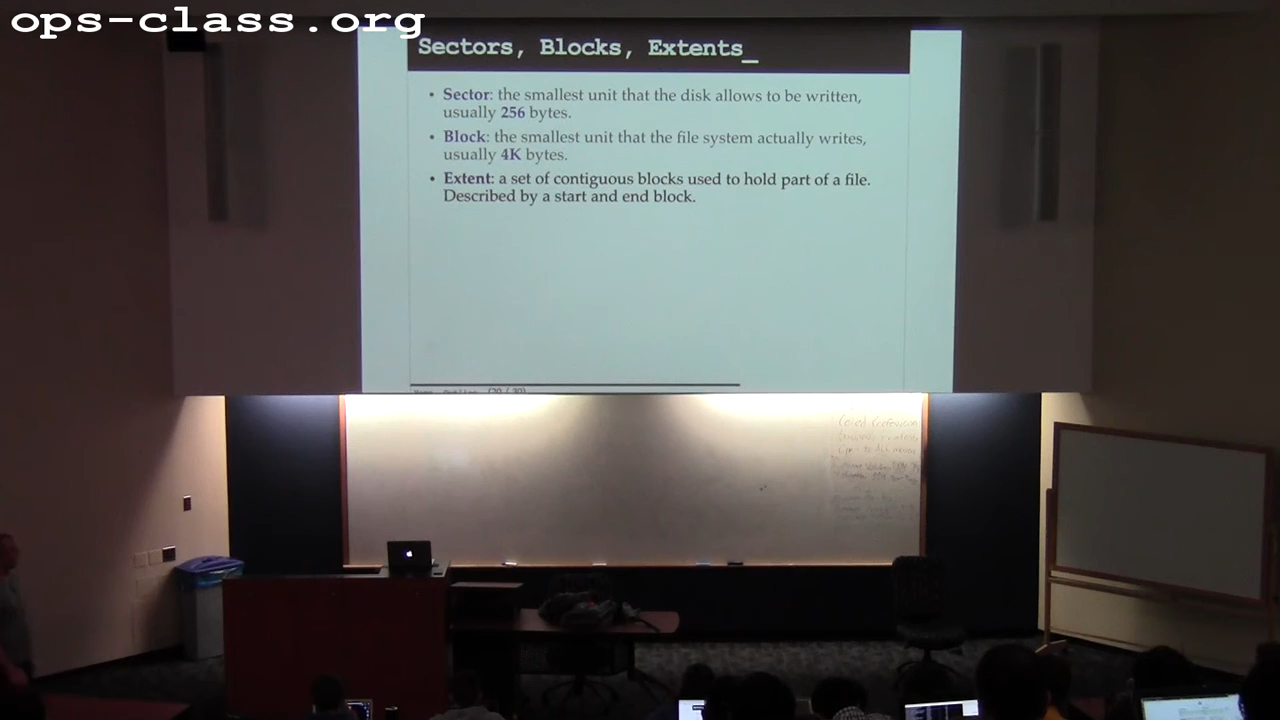 ops-class.org
Sectors, Blocks, Extents_
• Sector: the smallest unit that the disk allows to be written,
usually 256 bytes.
• Block: the smallest unit that the file system actually writes,
usually 4K bytes.
• Extent: a set of contiguous blocks used to hold part of a file.
Described by a start and end block.